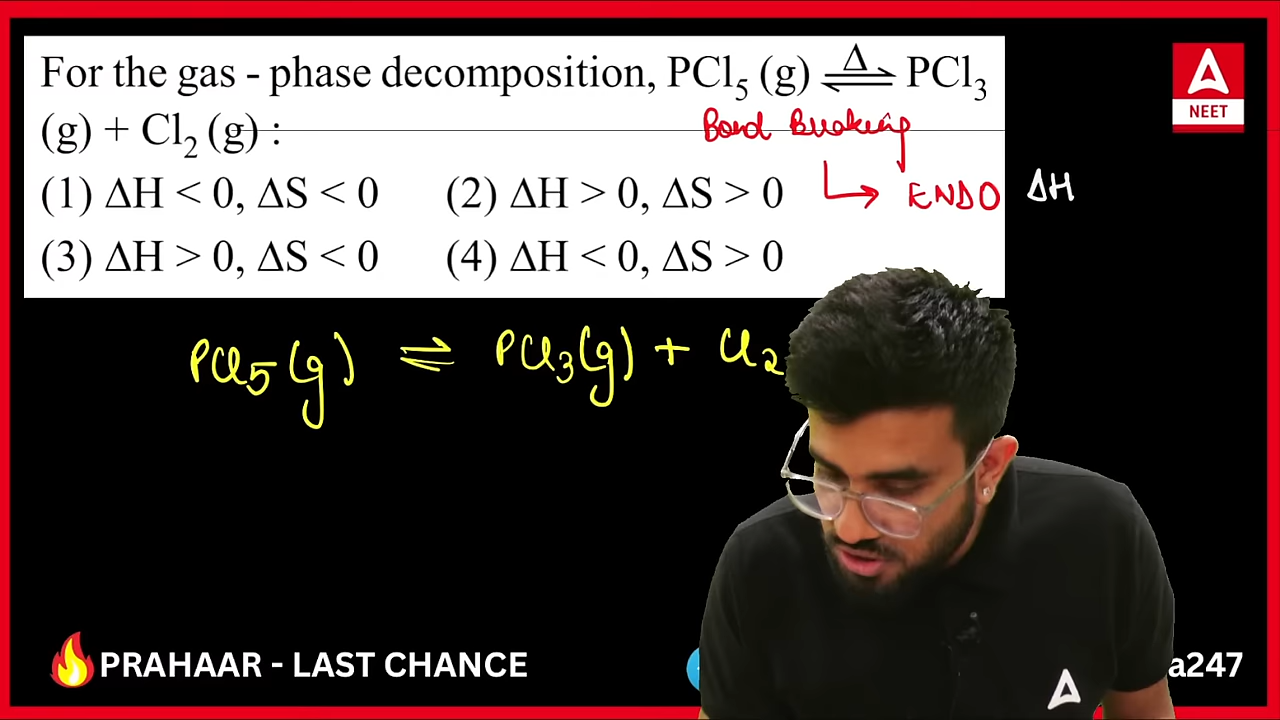 For the gas - phase decomposition, PCl₅ (g) ⇌ Δ PCl₃
(g) + Cl₂ (g) :
Bond Breaking
(1) ΔH < 0, ΔS < 0 (2) ΔH > 0, ΔS > 0
↳ ENDO ΔH
(3) ΔH > 0, ΔS < 0 (4) ΔH < 0, ΔS > 0
PCl₅(g) ⇌ PCl₃(g) + Cl₂
NEET
PRAHAAR - LAST CHANCE
a247